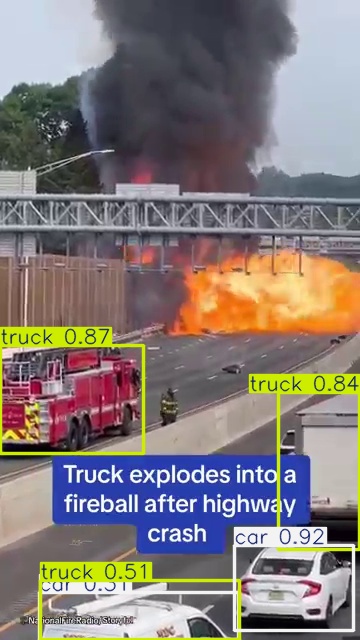 truck 0.87
truck 0.84
Truck explodes into a
fireball after highway
crash
car 0.92
truck 0.51
car 0.51